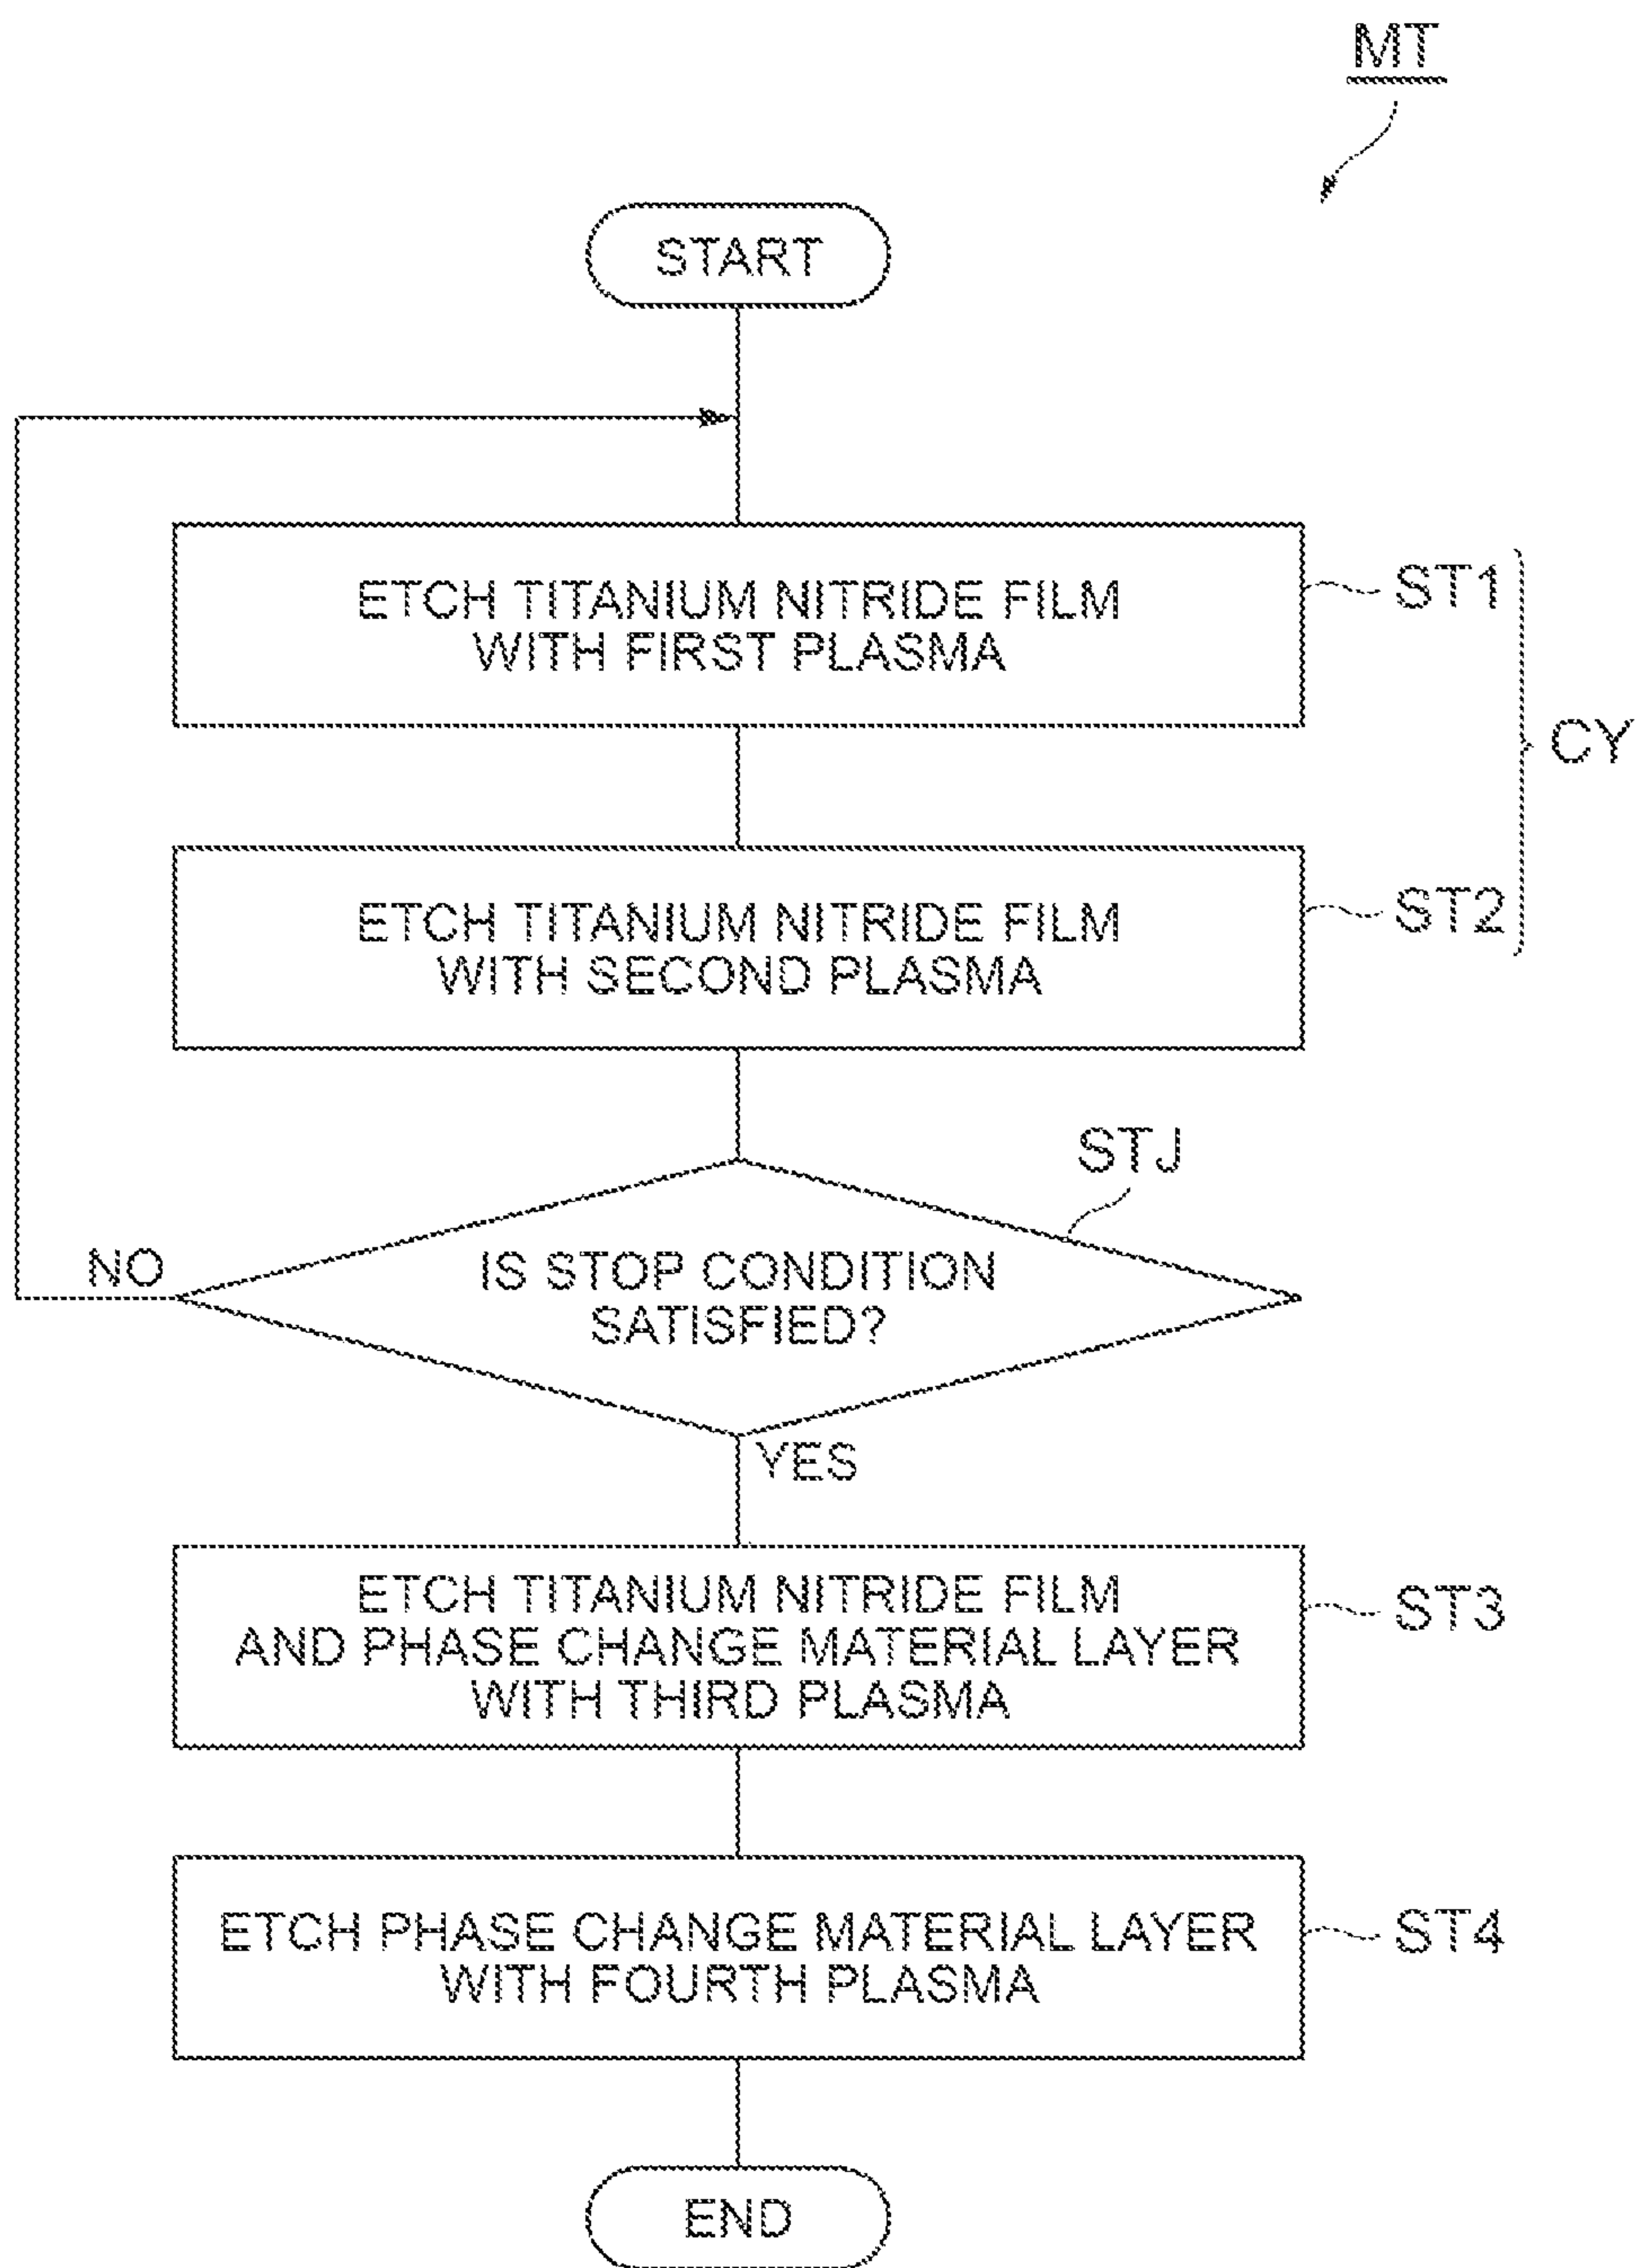 MT
START
ETCH TITANIUM NITRIDE FILM
WITH FIRST PLASMA
ST1
CY
ETCH TITANIUM NITRIDE FILM
WITH SECOND PLASMA
ST2
STJ
NO
IS STOP CONDITION
SATISFIED?
YES
ETCH TITANIUM NITRIDE FILM
AND PHASE CHANGE MATERIAL LAYER
WITH THIRD PLASMA
ST3
ETCH PHASE CHANGE MATERIAL LAYER
WITH FOURTH PLASMA
ST4
END